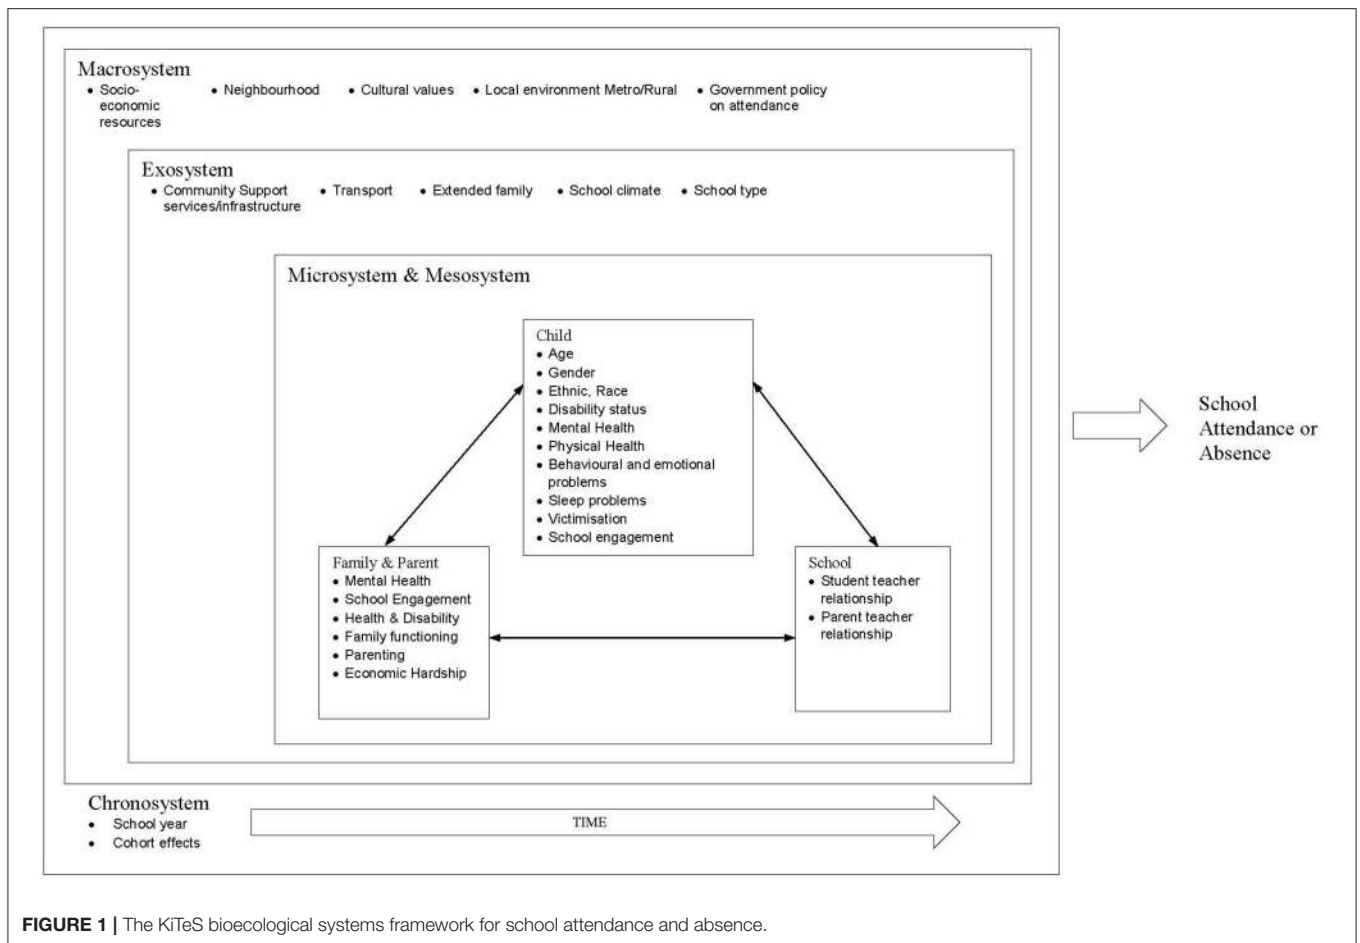 Macrosystem
• Socio-
economic
resources
• Neighbourhood
• Cultural values
• Local environment Metro/Rural
• Government policy
on attendance
Exosystem
• Community Support
services/infrastructure
• Transport
• Extended family
• School climate
• School type
Microsystem & Mesosystem
Child
• Age
• Gender
• Ethnic, Race
• Disability status
• Mental Health
• Physical Health
• Behavioural and emotional
problems
• Sleep problems
• Victimisation
• School engagement
Family & Parent
• Mental Health
• School Engagement
• Health & Disability
• Family functioning
• Parenting
• Economic Hardship
School
• Student teacher
relationship
• Parent teacher
relationship
School
Attendance or
Absence
Chronosystem
• School year
• Cohort effects
TIME
FIGURE 1 | The KiTeS bioecological systems framework for school attendance and absence.